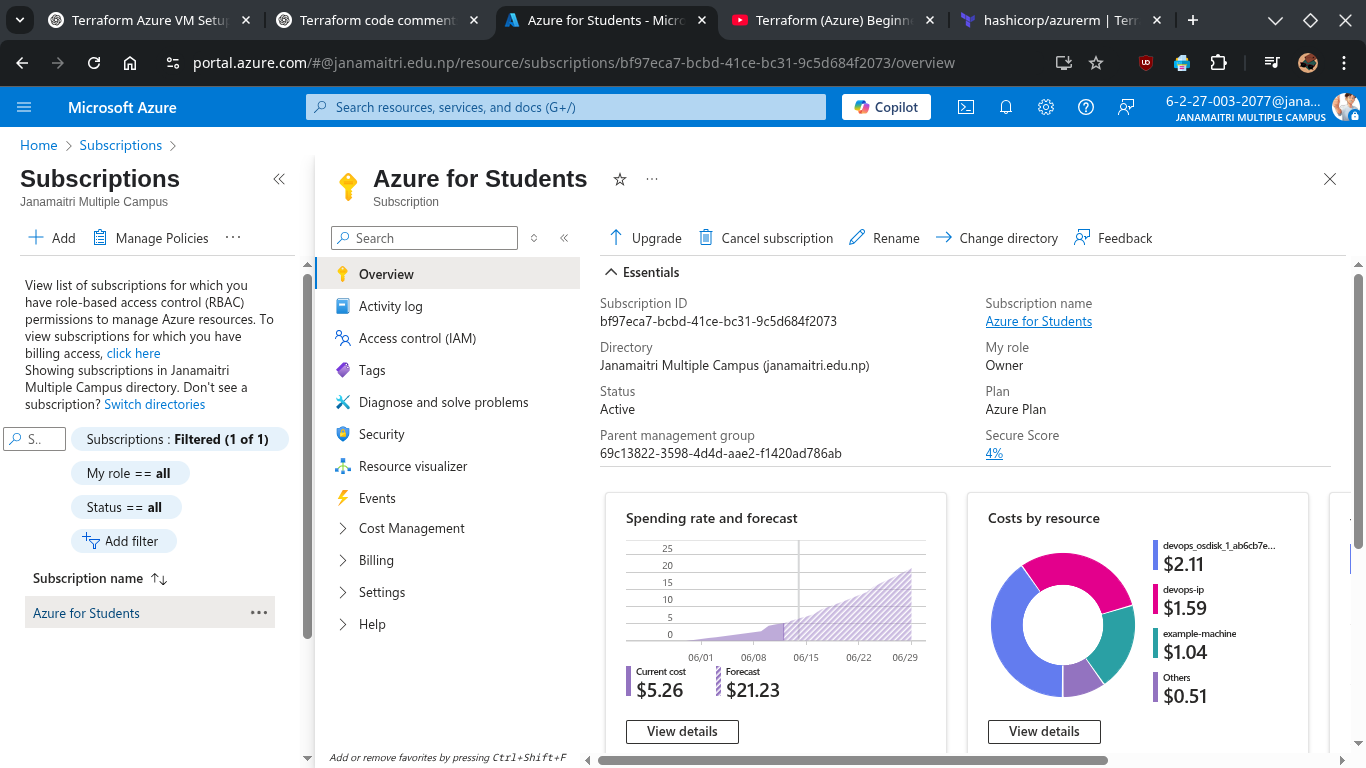 Terraform Azure VM Setup
Terraform code comment
Azure for Students - Micro
Terraform (Azure) Beginne
hashicorp/azurerm | Terr
portal.azure.com/#@janamaitri.edu.np/resource/subscriptions/bf97eca7-bcbd-41ce-bc31-9c5d684f2073/overview
Microsoft Azure
Search resources, services, and docs (G+/)
Copilot
6-2-27-003-2077@jana...
JANAMAITRI MULTIPLE CAMPUS
Home > Subscriptions >
Subscriptions
Janamaitri Multiple Campus
Add
Manage Policies
View list of subscriptions for which you
have role-based access control (RBAC)
permissions to manage Azure resources. To
view subscriptions for which you have
billing access, click here
Showing subscriptions in Janamaitri
Multiple Campus directory. Don't see a
subscription? Switch directories
S..
Subscriptions : Filtered (1 of 1)
My role == all
Status == all
Add filter
Subscription name
Azure for Students
Azure for Students
Subscription
Search
Overview
Activity log
Access control (IAM)
Tags
Diagnose and solve problems
Security
Resource visualizer
Events
Cost Management
Billing
Settings
Help
Add or remove favorites by pressing Ctrl+Shift+F
Upgrade
Cancel subscription
Rename
Change directory
Feedback
Essentials
Subscription ID
bf97eca7-bcbd-41ce-bc31-9c5d684f2073
Directory
Janamaitri Multiple Campus (janamaitri.edu.np)
Status
Active
Parent management group
69c13822-3598-4d4d-aae2-f1420ad786ab
Subscription name
Azure for Students
My role
Owner
Plan
Azure Plan
Secure Score
4%
Spending rate and forecast
25
20
15
10
5
0
06/01 06/08 06/15 06/22 06/29
Current cost
$5.26
Forecast
$21.23
View details
Costs by resource
devops_osdisk_1_ab6cb7e...
$2.11
devops-ip
$1.59
example-machine
$1.04
Others
$0.51
View details